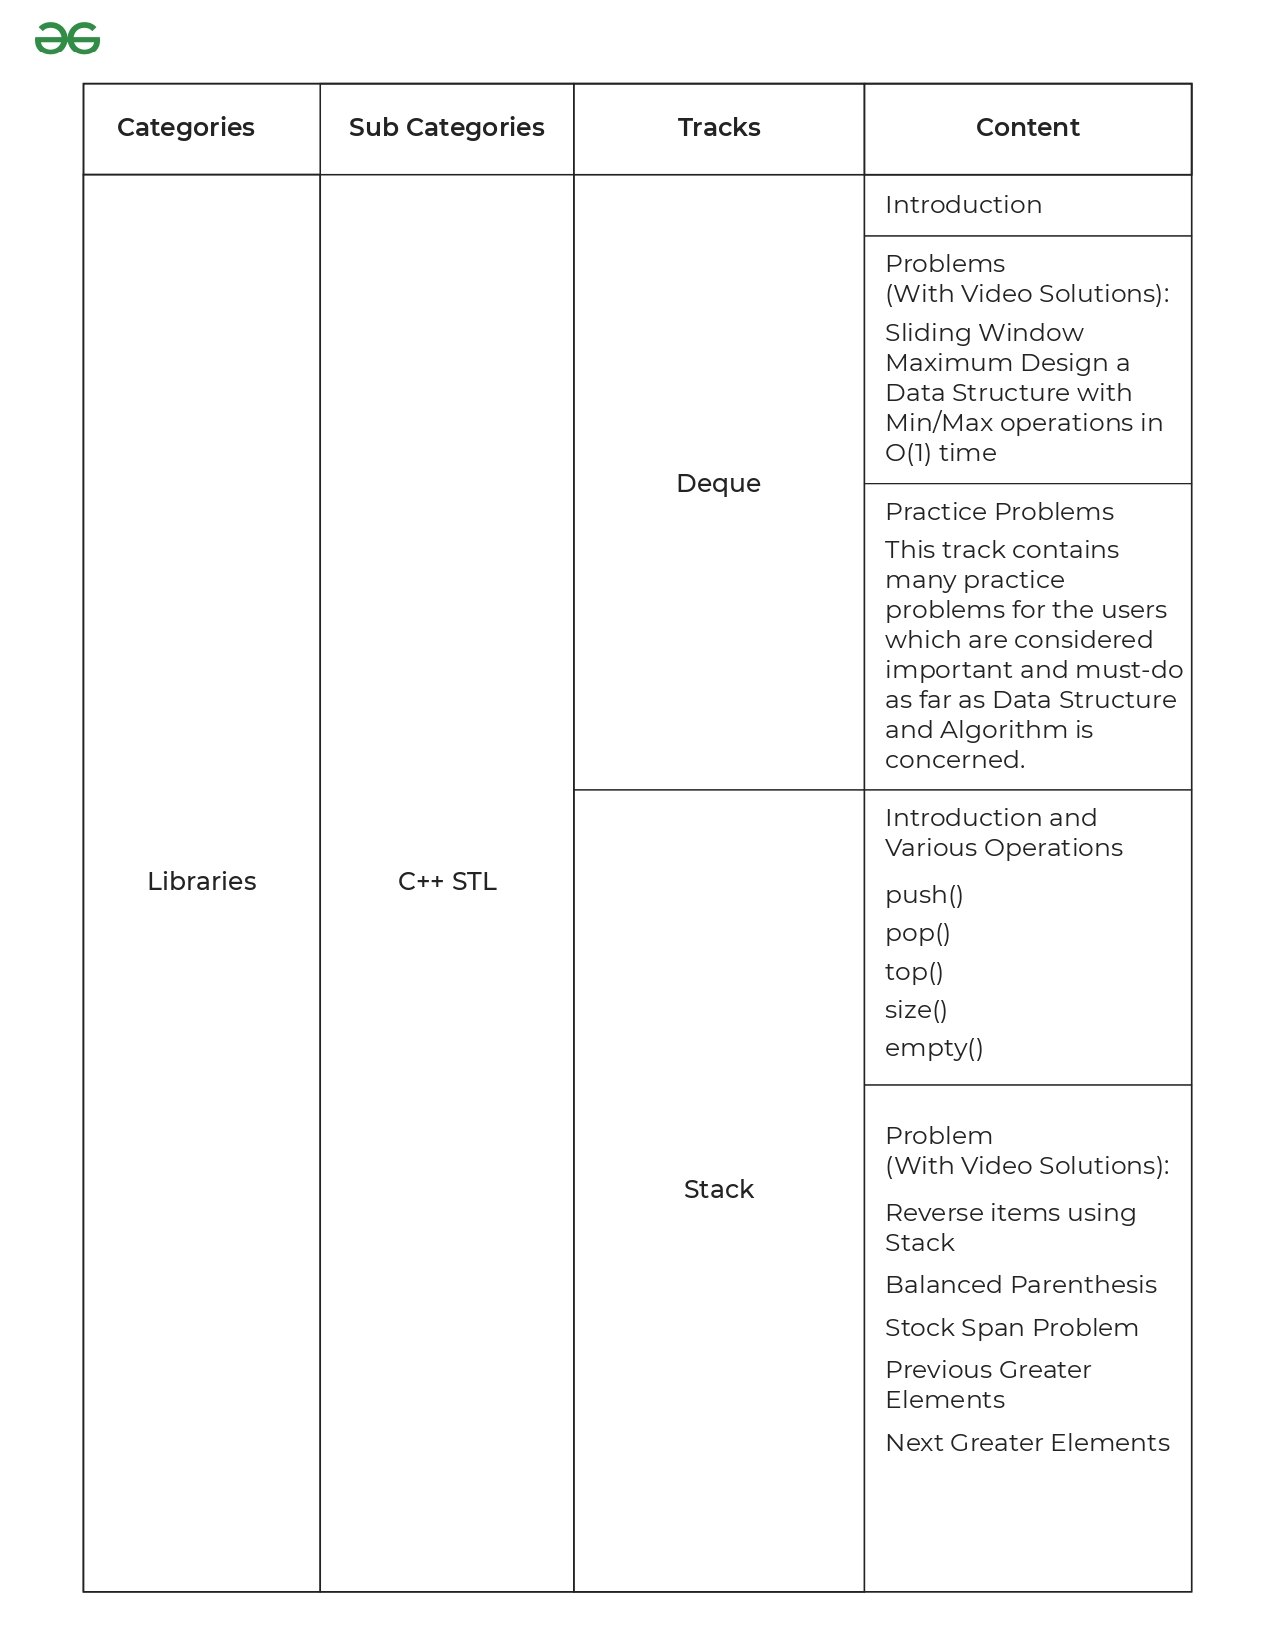 Categories
Sub Categories
Tracks
Content
Libraries
C++ STL
Deque
Introduction
Problems
(With Video Solutions):
Sliding Window
Maximum Design a
Data Structure with
Min/Max operations in
O(1) time
Practice Problems
This track contains
many practice
problems for the users
which are considered
important and must-do
as far as Data Structure
and Algorithm is
concerned.
Stack
Introduction and
Various Operations
push()
pop()
top()
size()
empty()
Problem
(With Video Solutions):
Reverse items using
Stack
Balanced Parenthesis
Stock Span Problem
Previous Greater
Elements
Next Greater Elements